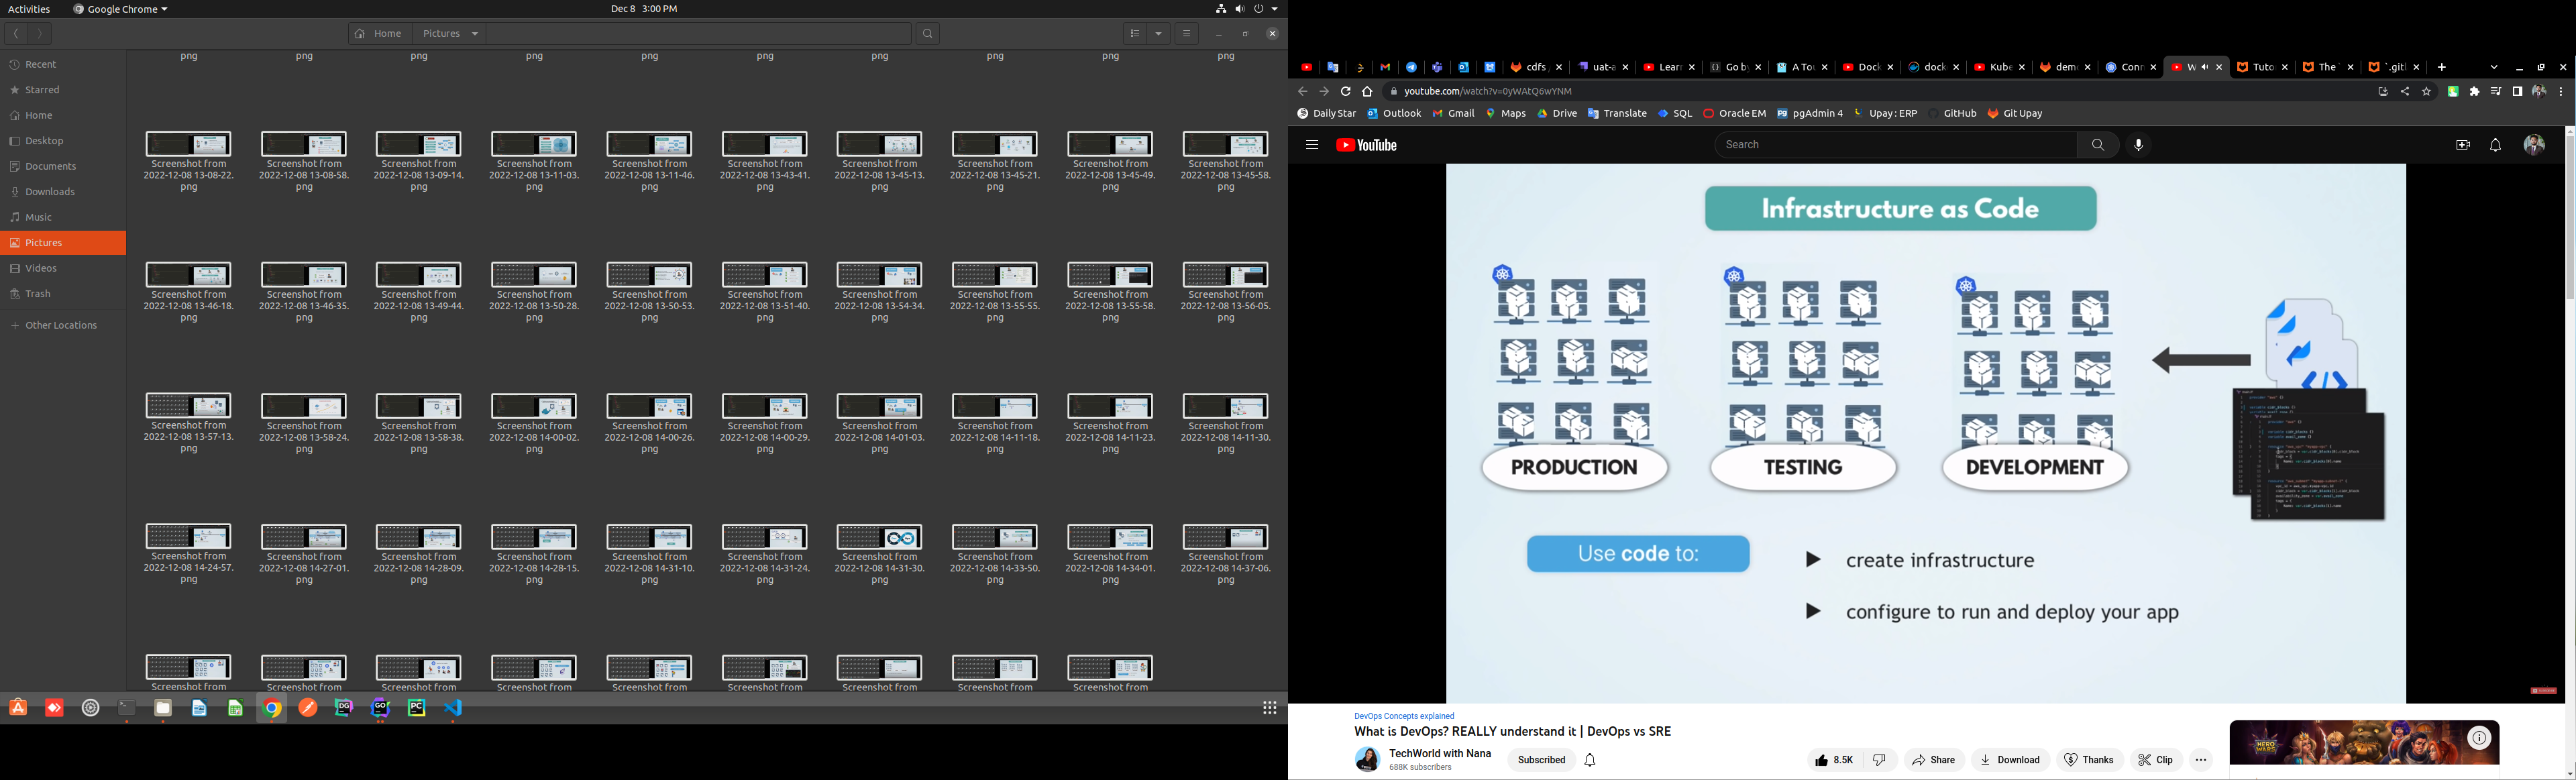 Activities
Google Chrome
Dec 8 3:00 PM
Home
Pictures
Recent
Starred
Home
Desktop
Documents
Downloads
Music
Pictures
Videos
Trash
Other Locations
png png png png png png png png png png
Screenshot from 2022-12-08 13-08-22.png
Screenshot from 2022-12-08 13-08-58.png
Screenshot from 2022-12-08 13-09-14.png
Screenshot from 2022-12-08 13-11-03.png
Screenshot from 2022-12-08 13-11-46.png
Screenshot from 2022-12-08 13-43-41.png
Screenshot from 2022-12-08 13-45-13.png
Screenshot from 2022-12-08 13-45-21.png
Screenshot from 2022-12-08 13-45-49.png
Screenshot from 2022-12-08 13-45-58.png
Screenshot from 2022-12-08 13-46-18.png
Screenshot from 2022-12-08 13-46-35.png
Screenshot from 2022-12-08 13-49-44.png
Screenshot from 2022-12-08 13-50-28.png
Screenshot from 2022-12-08 13-50-53.png
Screenshot from 2022-12-08 13-51-40.png
Screenshot from 2022-12-08 13-54-34.png
Screenshot from 2022-12-08 13-55-55.png
Screenshot from 2022-12-08 13-55-58.png
Screenshot from 2022-12-08 13-56-05.png
Screenshot from 2022-12-08 13-57-13.png
Screenshot from 2022-12-08 13-58-24.png
Screenshot from 2022-12-08 13-58-38.png
Screenshot from 2022-12-08 14-00-02.png
Screenshot from 2022-12-08 14-00-26.png
Screenshot from 2022-12-08 14-00-29.png
Screenshot from 2022-12-08 14-01-03.png
Screenshot from 2022-12-08 14-11-18.png
Screenshot from 2022-12-08 14-11-23.png
Screenshot from 2022-12-08 14-11-30.png
Screenshot from 2022-12-08 14-24-57.png
Screenshot from 2022-12-08 14-27-01.png
Screenshot from 2022-12-08 14-28-09.png
Screenshot from 2022-12-08 14-28-15.png
Screenshot from 2022-12-08 14-31-10.png
Screenshot from 2022-12-08 14-31-24.png
Screenshot from 2022-12-08 14-31-30.png
Screenshot from 2022-12-08 14-33-50.png
Screenshot from 2022-12-08 14-34-01.png
Screenshot from 2022-12-08 14-37-06.png
Screenshot from Screenshot from Screenshot from Screenshot from Screenshot from Screenshot from Screenshot from Screenshot from Screenshot from
cdfs uat-a Learn Go by A Tou Dock dock Kube dem Conn W Tuto The `.gitl
youtube.com/watch?v=0yWAtQ6wYNM
Daily Star Outlook Gmail Maps Drive Translate SQL Oracle EM pgAdmin 4 Upay : ERP GitHub Git Upay
YouTube
Search
Infrastructure as Code
PRODUCTION TESTING DEVELOPMENT
Use code to:
create infrastructure
configure to run and deploy your app
DevOps Concepts explained
What is DevOps? REALLY understand it | DevOps vs SRE
TechWorld with Nana
688K subscribers
Subscribed
8.5K
Share
Download
Thanks
Clip
HERO WARS